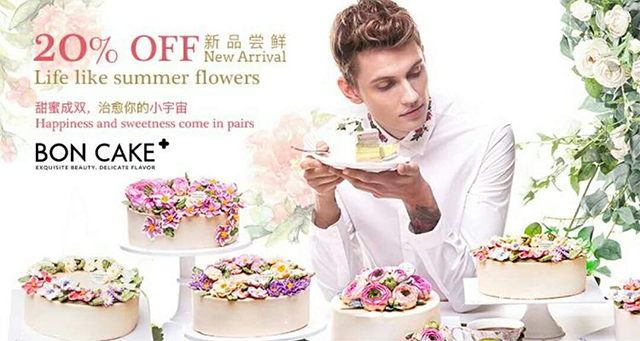 20% OFF 新品尝鲜
New Arrival
Life like summer flowers
甜蜜成双，治愈你的小宇宙
Happiness and sweetness come in pairs
BON CAKE+
EXQUISITE BEAUTY. DELICATE FLAVOR